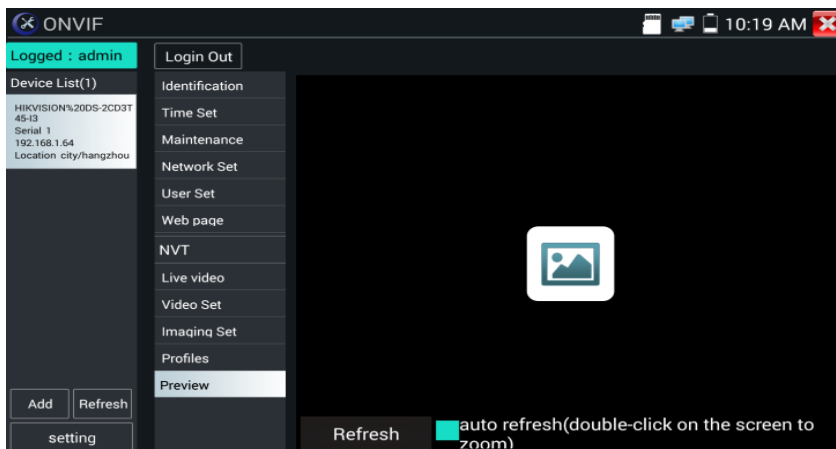 ONVIF
10:19 AM
Logged : admin
Login Out
Device List(1)
HIKVISION%20DS-2CD3T
45-I3
Serial 1
192.168.1.64
Location city/hangzhou
Identification
Time Set
Maintenance
Network Set
User Set
Web page
NVT
Live video
Video Set
Imaging Set
Profiles
Preview
Add
Refresh
setting
Refresh
auto refresh(double-click on the screen to
zoom)